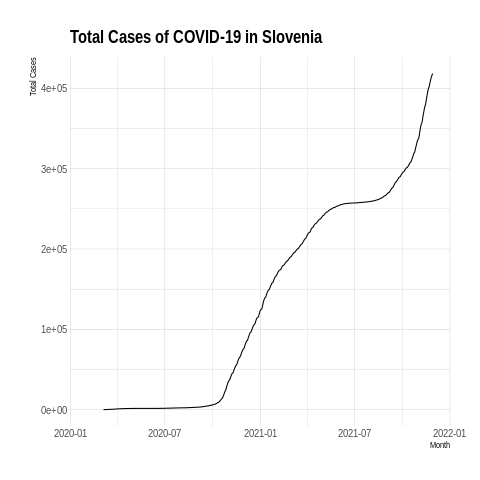 Total Cases of COVID-19 in Slovenia
Total Cases
4e+05
3e+05
2e+05
1e+05
0e+00
2020-01 2020-07 2021-01 2021-07 2022-01
Month